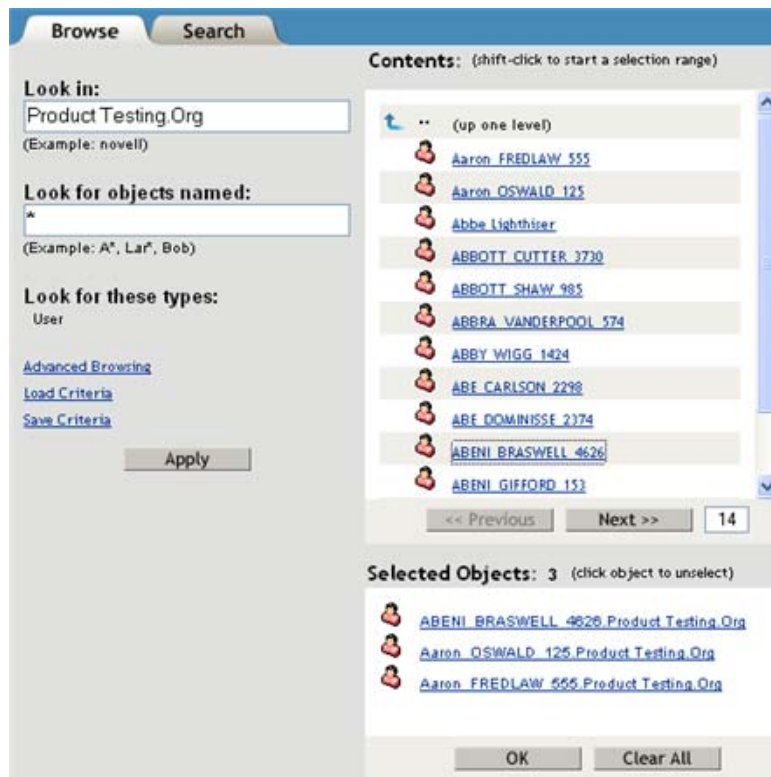 Browse Search
Look in:
Product Testing.Org
(Example: novell)
Look for objects named:
*
(Example: A*, Lar*, Bob)
Look for these types:
User
Advanced Browsing
Load Criteria
Save Criteria
Apply
Contents: (shift-click to start a selection range)
.. (up one level)
Aaron FREDLAW 555
Aaron OSWALD 125
Abbe Lighthiser
ABBOTT CUTTER 3730
ABBOTT SHAW 985
ABBRA VANDERPOOL 574
ABBY WIGG 1424
ABE CARLSON 2298
ABE DOMINISSE 2374
ABENI BRASWELL 4626
ABENI GIFFORD 153
<< Previous Next >> 14
Selected Objects: 3 (click object to unselect)
ABENI BRASWELL 4626.Product Testing.Org
Aaron OSWALD 125.Product Testing.Org
Aaron FREDLAW 555.Product Testing.Org
OK Clear All